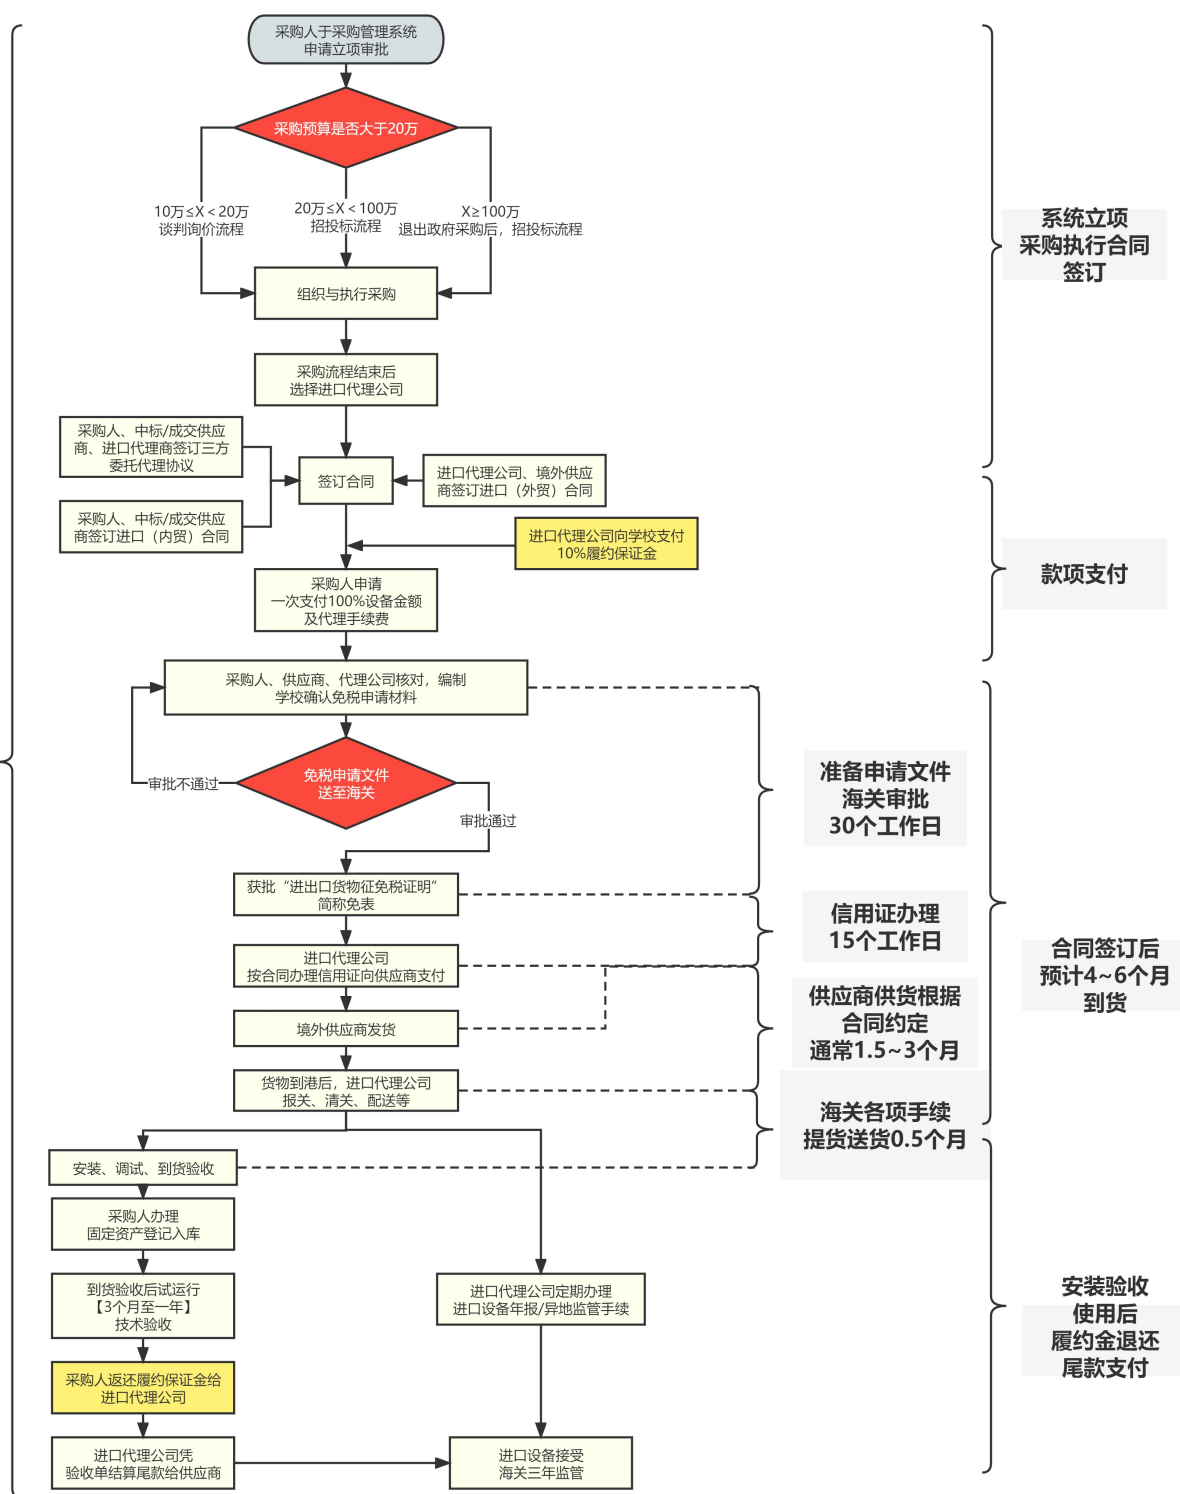 采购人于采购管理系统
申请立项审批
采购预算是否大于20万
10万≤X＜20万
谈判询价流程
20万≤X＜100万
招投标流程
X≥100万
退出政府采购后，招投标流程
系统立项
采购执行合同
签订
组织与执行采购
采购流程结束后
选择进口代理公司
采购人、中标/成交供应
商、进口代理商签订三方
委托代理协议
签订合同
进口代理公司、境外供应
商签订进口（外贸）合同
采购人、中标/成交供应
商签订进口（内贸）合同
进口代理公司向学校支付
10%履约保证金
款项支付
采购人申请
一次支付100%设备金额
及代理手续费
采购人、供应商、代理公司核对，编制
学校确认免税申请材料
审批不通过
免税申请文件
送至海关
审批通过
准备申请文件
海关审批
30个工作日
获批“进出口货物征免税证明”
简称免表
信用证办理
15个工作日
进口代理公司
按合同办理信用证向供应商支付
合同签订后
预计4~6个月
到货
境外供应商发货
供应商供货根据
合同约定
通常1.5~3个月
货物到港后，进口代理公司
报关、清关、配送等
海关各项手续
提货送货0.5个月
安装、调试、到货验收
采购人办理
固定资产登记入库
到货验收后试运行
【3个月至一年】
技术验收
进口代理公司定期办理
进口设备年报/异地监管手续
安装验收
使用后
履约金退还
尾款支付
采购人返还履约保证金给
进口代理公司
进口代理公司凭
验收单结算尾款给供应商
进口设备接受
海关三年监管